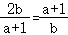 2b/(a+1) = (a+1)/b